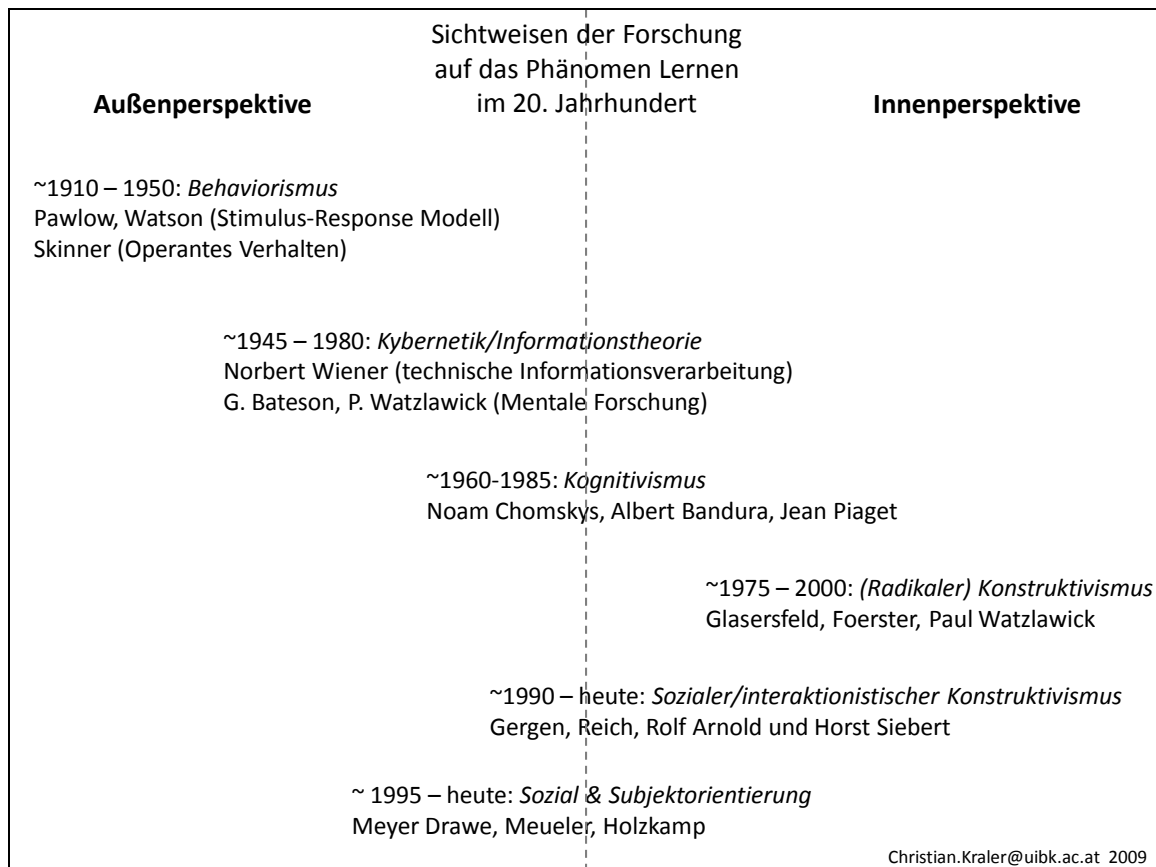 Sichtweisen der Forschung
auf das Phänomen Lernen
im 20. Jahrhundert
Außenperspektive
Innenperspektive
~1910 – 1950: Behaviorismus
Pawlow, Watson (Stimulus-Response Modell)
Skinner (Operantes Verhalten)
~1945 – 1980: Kybernetik/Informationstheorie
Norbert Wiener (technische Informationsverarbeitung)
G. Bateson, P. Watzlawick (Mentale Forschung)
~1960-1985: Kognitivismus
Noam Chomskys, Albert Bandura, Jean Piaget
~1975 – 2000: (Radikaler) Konstruktivismus
Glasersfeld, Foerster, Paul Watzlawick
~1990 – heute: Sozialer/interaktionistischer Konstruktivismus
Gergen, Reich, Rolf Arnold und Horst Siebert
~ 1995 – heute: Sozial & Subjektorientierung
Meyer Drawe, Meueler, Holzkamp
Christian.Kraler@uibk.ac.at 2009